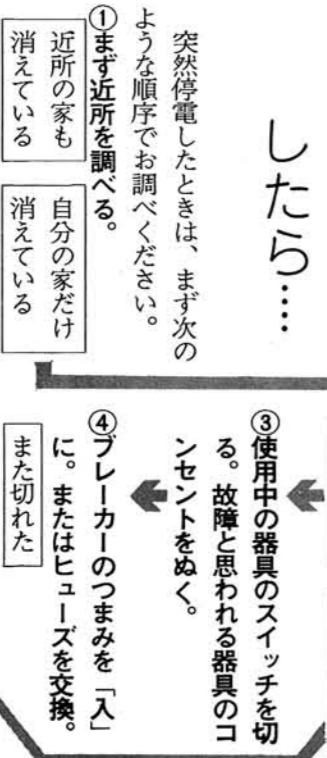 したら……
突然停電したときは、まず次の
ような順序でお調べください。
①まず近所を調べる。
近所の家も
消えている
自分の家だけ
消えている
③使用中の器具のスイッチを切
る。故障と思われる器具のコ
ンセントをぬく。
④ブレーカーのつまみを「入」
に。またはヒューズを交換。
また切れた